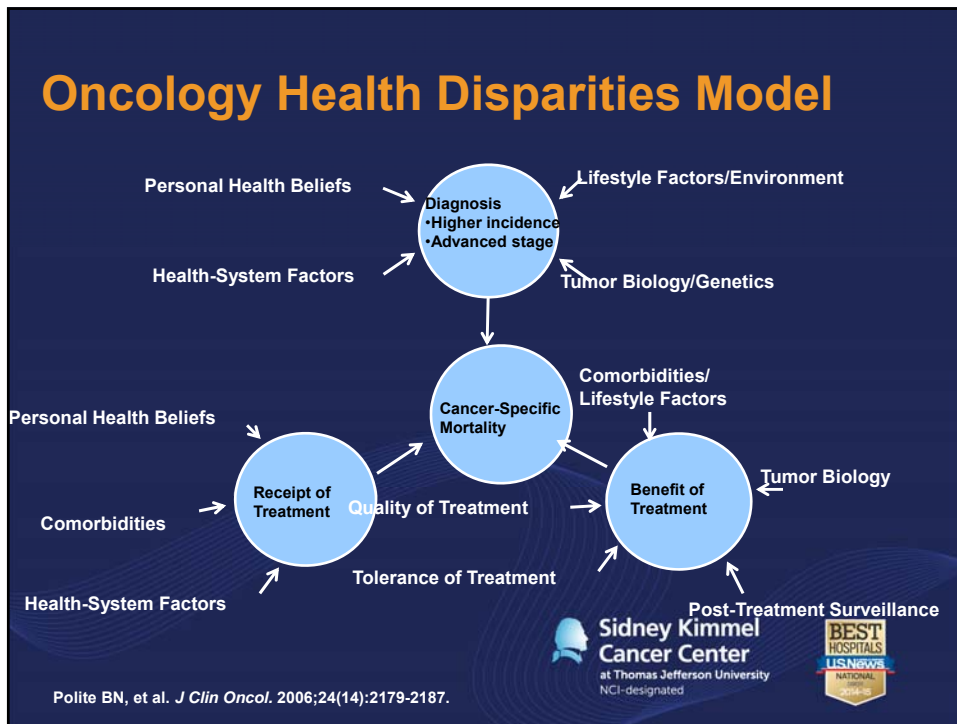 Oncology Health Disparities Model
Personal Health Beliefs
Lifestyle Factors/Environment
Diagnosis
•Higher incidence
•Advanced stage
Health-System Factors
Tumor Biology/Genetics
Cancer-Specific
Mortality
Comorbidities/
Lifestyle Factors
Personal Health Beliefs
Receipt of
Treatment
Quality of Treatment
Benefit of
Treatment
Tumor Biology
Comorbidities
Tolerance of Treatment
Health-System Factors
Post-Treatment Surveillance
Sidney Kimmel
Cancer Center
at Thomas Jefferson University
NCI-designated
BEST
HOSPITALS
U.S.News
NATIONAL
2014-15
Polite BN, et al. J Clin Oncol. 2006;24(14):2179-2187.